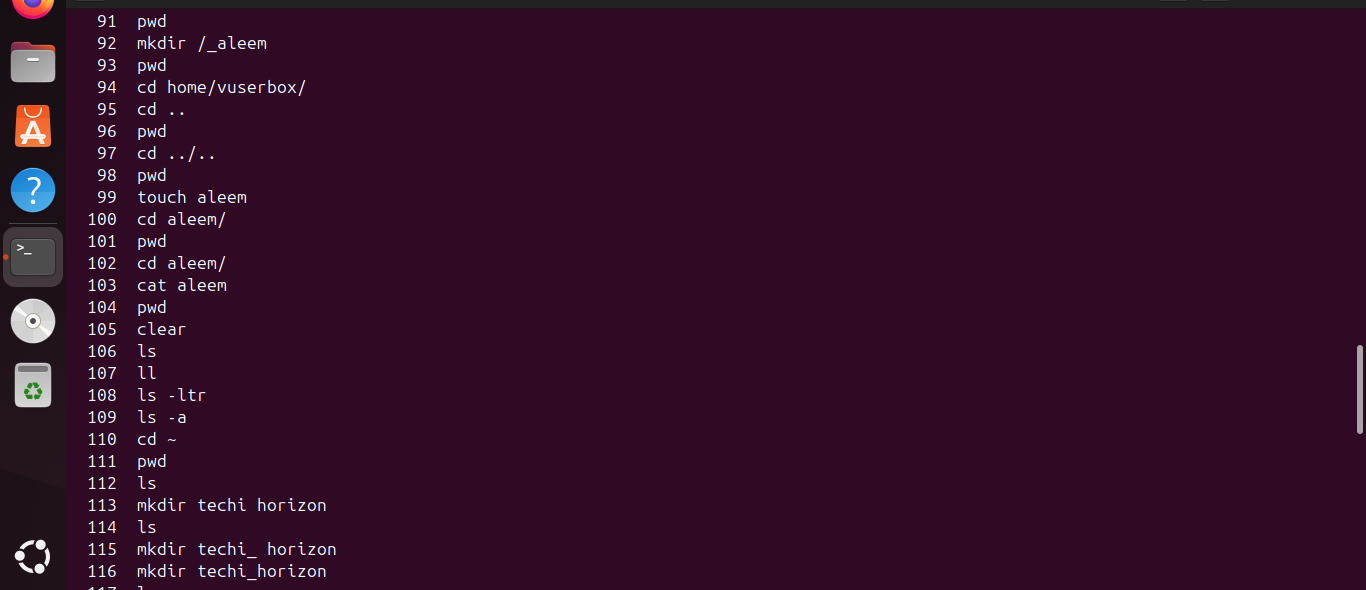 91 pwd
92 mkdir /_aleem
93 pwd
94 cd home/vuserbox/
95 cd ..
96 pwd
97 cd ../..
98 pwd
99 touch aleem
100 cd aleem/
101 pwd
102 cd aleem/
103 cat aleem
104 pwd
105 clear
106 ls
107 ll
108 ls -ltr
109 ls -a
110 cd ~
111 pwd
112 ls
113 mkdir techi horizon
114 ls
115 mkdir techi_ horizon
116 mkdir techi_horizon